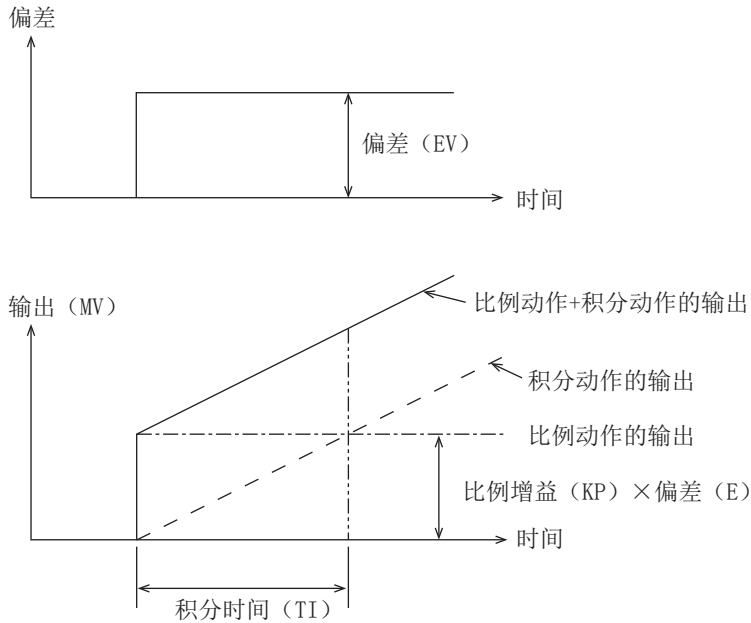 偏差
偏差（EV）
时间
输出（MV）
比例动作+积分动作的输出
积分动作的输出
比例动作的输出
比例增益（KP）×偏差（E）
时间
积分时间（TI）